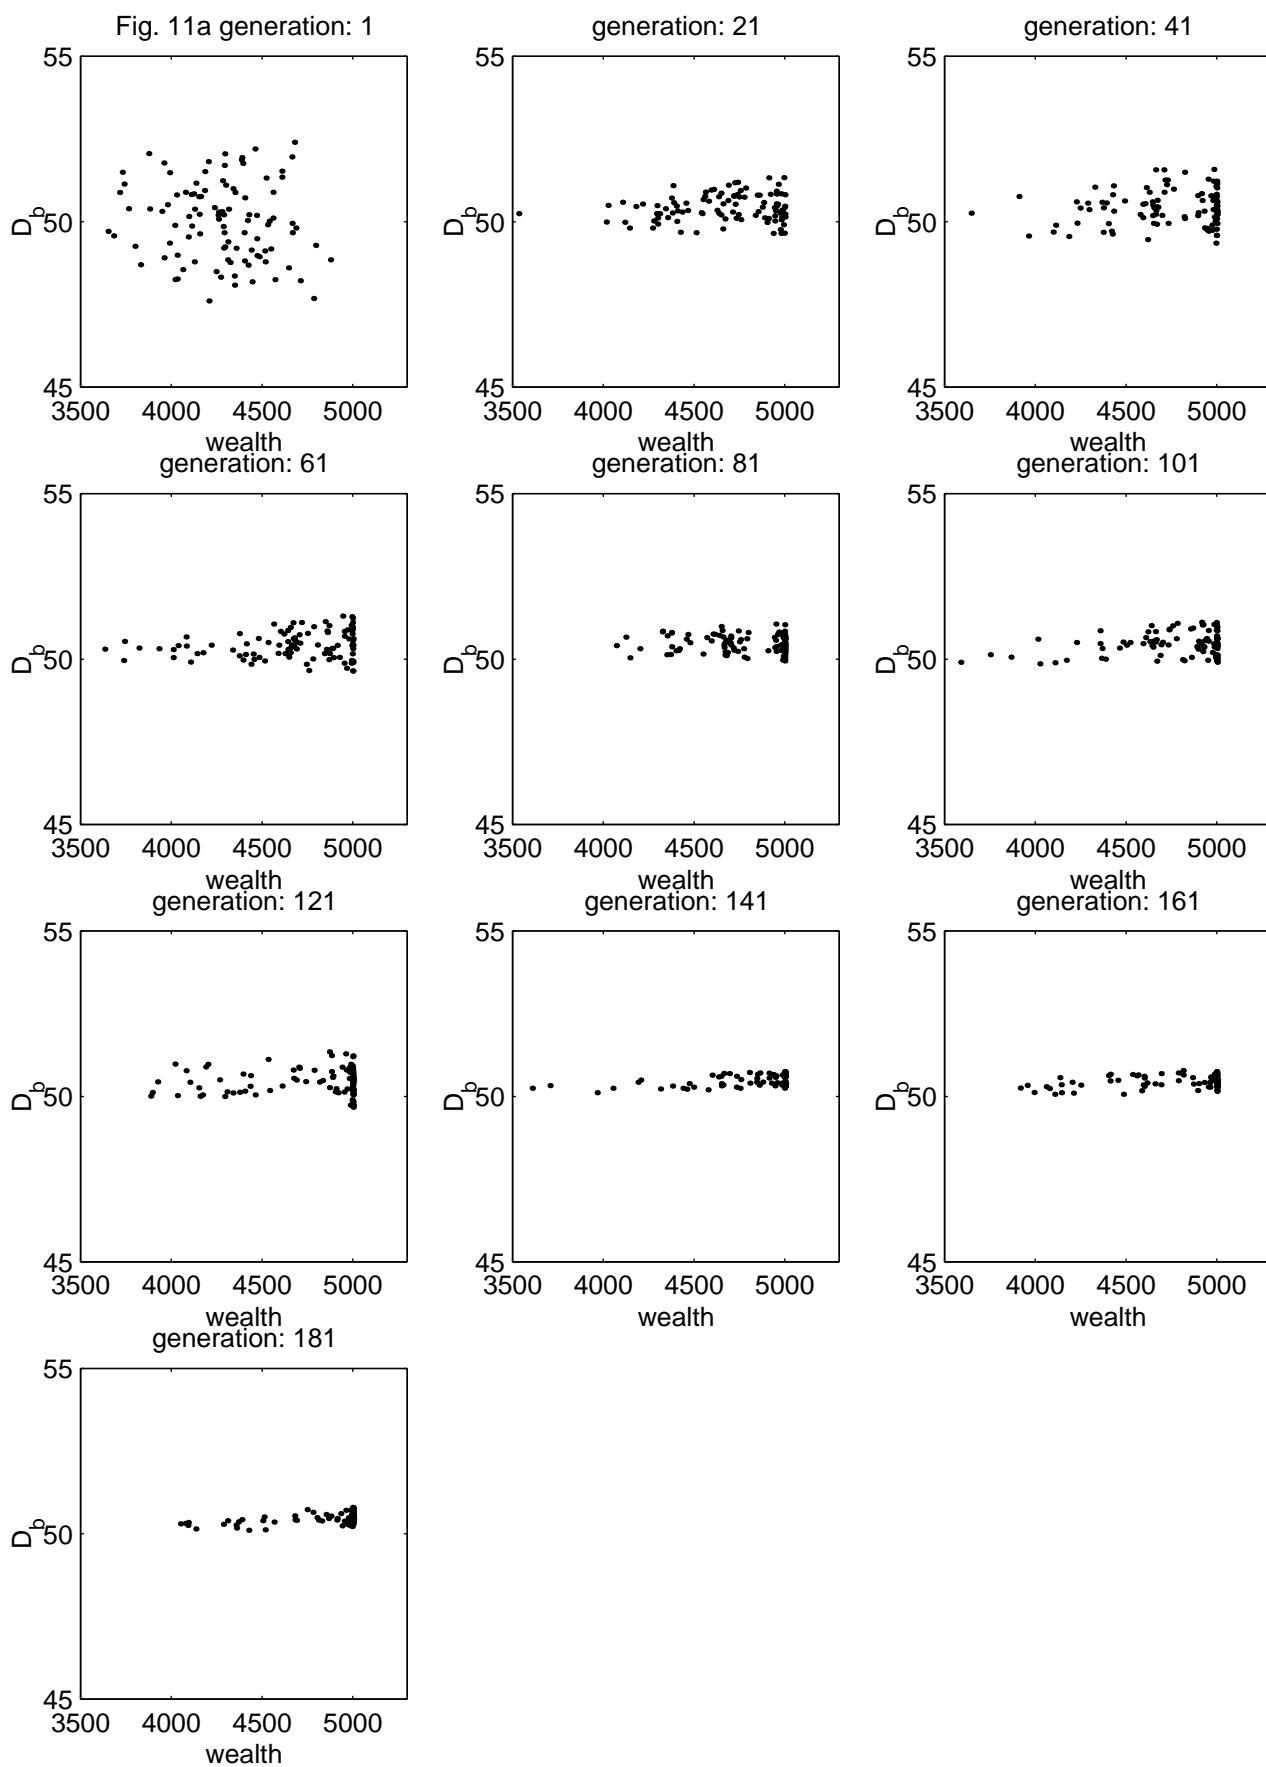 Fig. 11a generation: 1
55
50
45
D_b
3500 4000 4500 5000
wealth
generation: 21
55
50
45
D_b
3500 4000 4500 5000
wealth
generation: 41
55
50
45
D_b
3500 4000 4500 5000
wealth
generation: 61
55
50
45
D_b
3500 4000 4500 5000
wealth
generation: 81
55
50
45
D_b
3500 4000 4500 5000
wealth
generation: 101
55
50
45
D_b
3500 4000 4500 5000
wealth
generation: 121
55
50
45
D_b
3500 4000 4500 5000
wealth
generation: 141
55
50
45
D_b
3500 4000 4500 5000
wealth
generation: 161
55
50
45
D_b
3500 4000 4500 5000
wealth
generation: 181
55
50
45
D_b
3500 4000 4500 5000
wealth